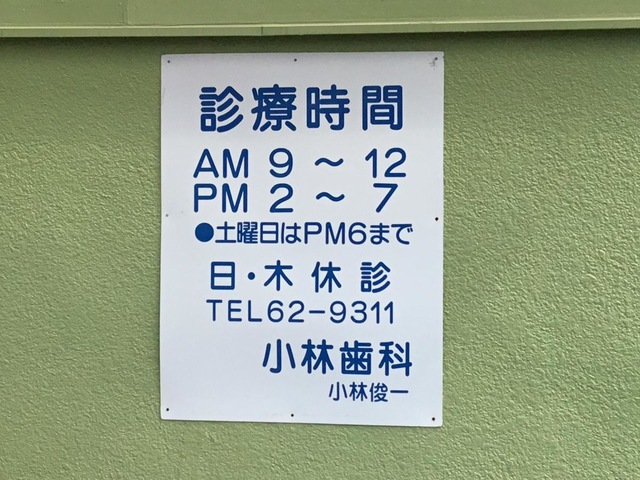 診療時間
AM 9～12
PM 2～7
●土曜日はPM6まで
日・木休診
TEL62-9311
小林歯科
小林俊一